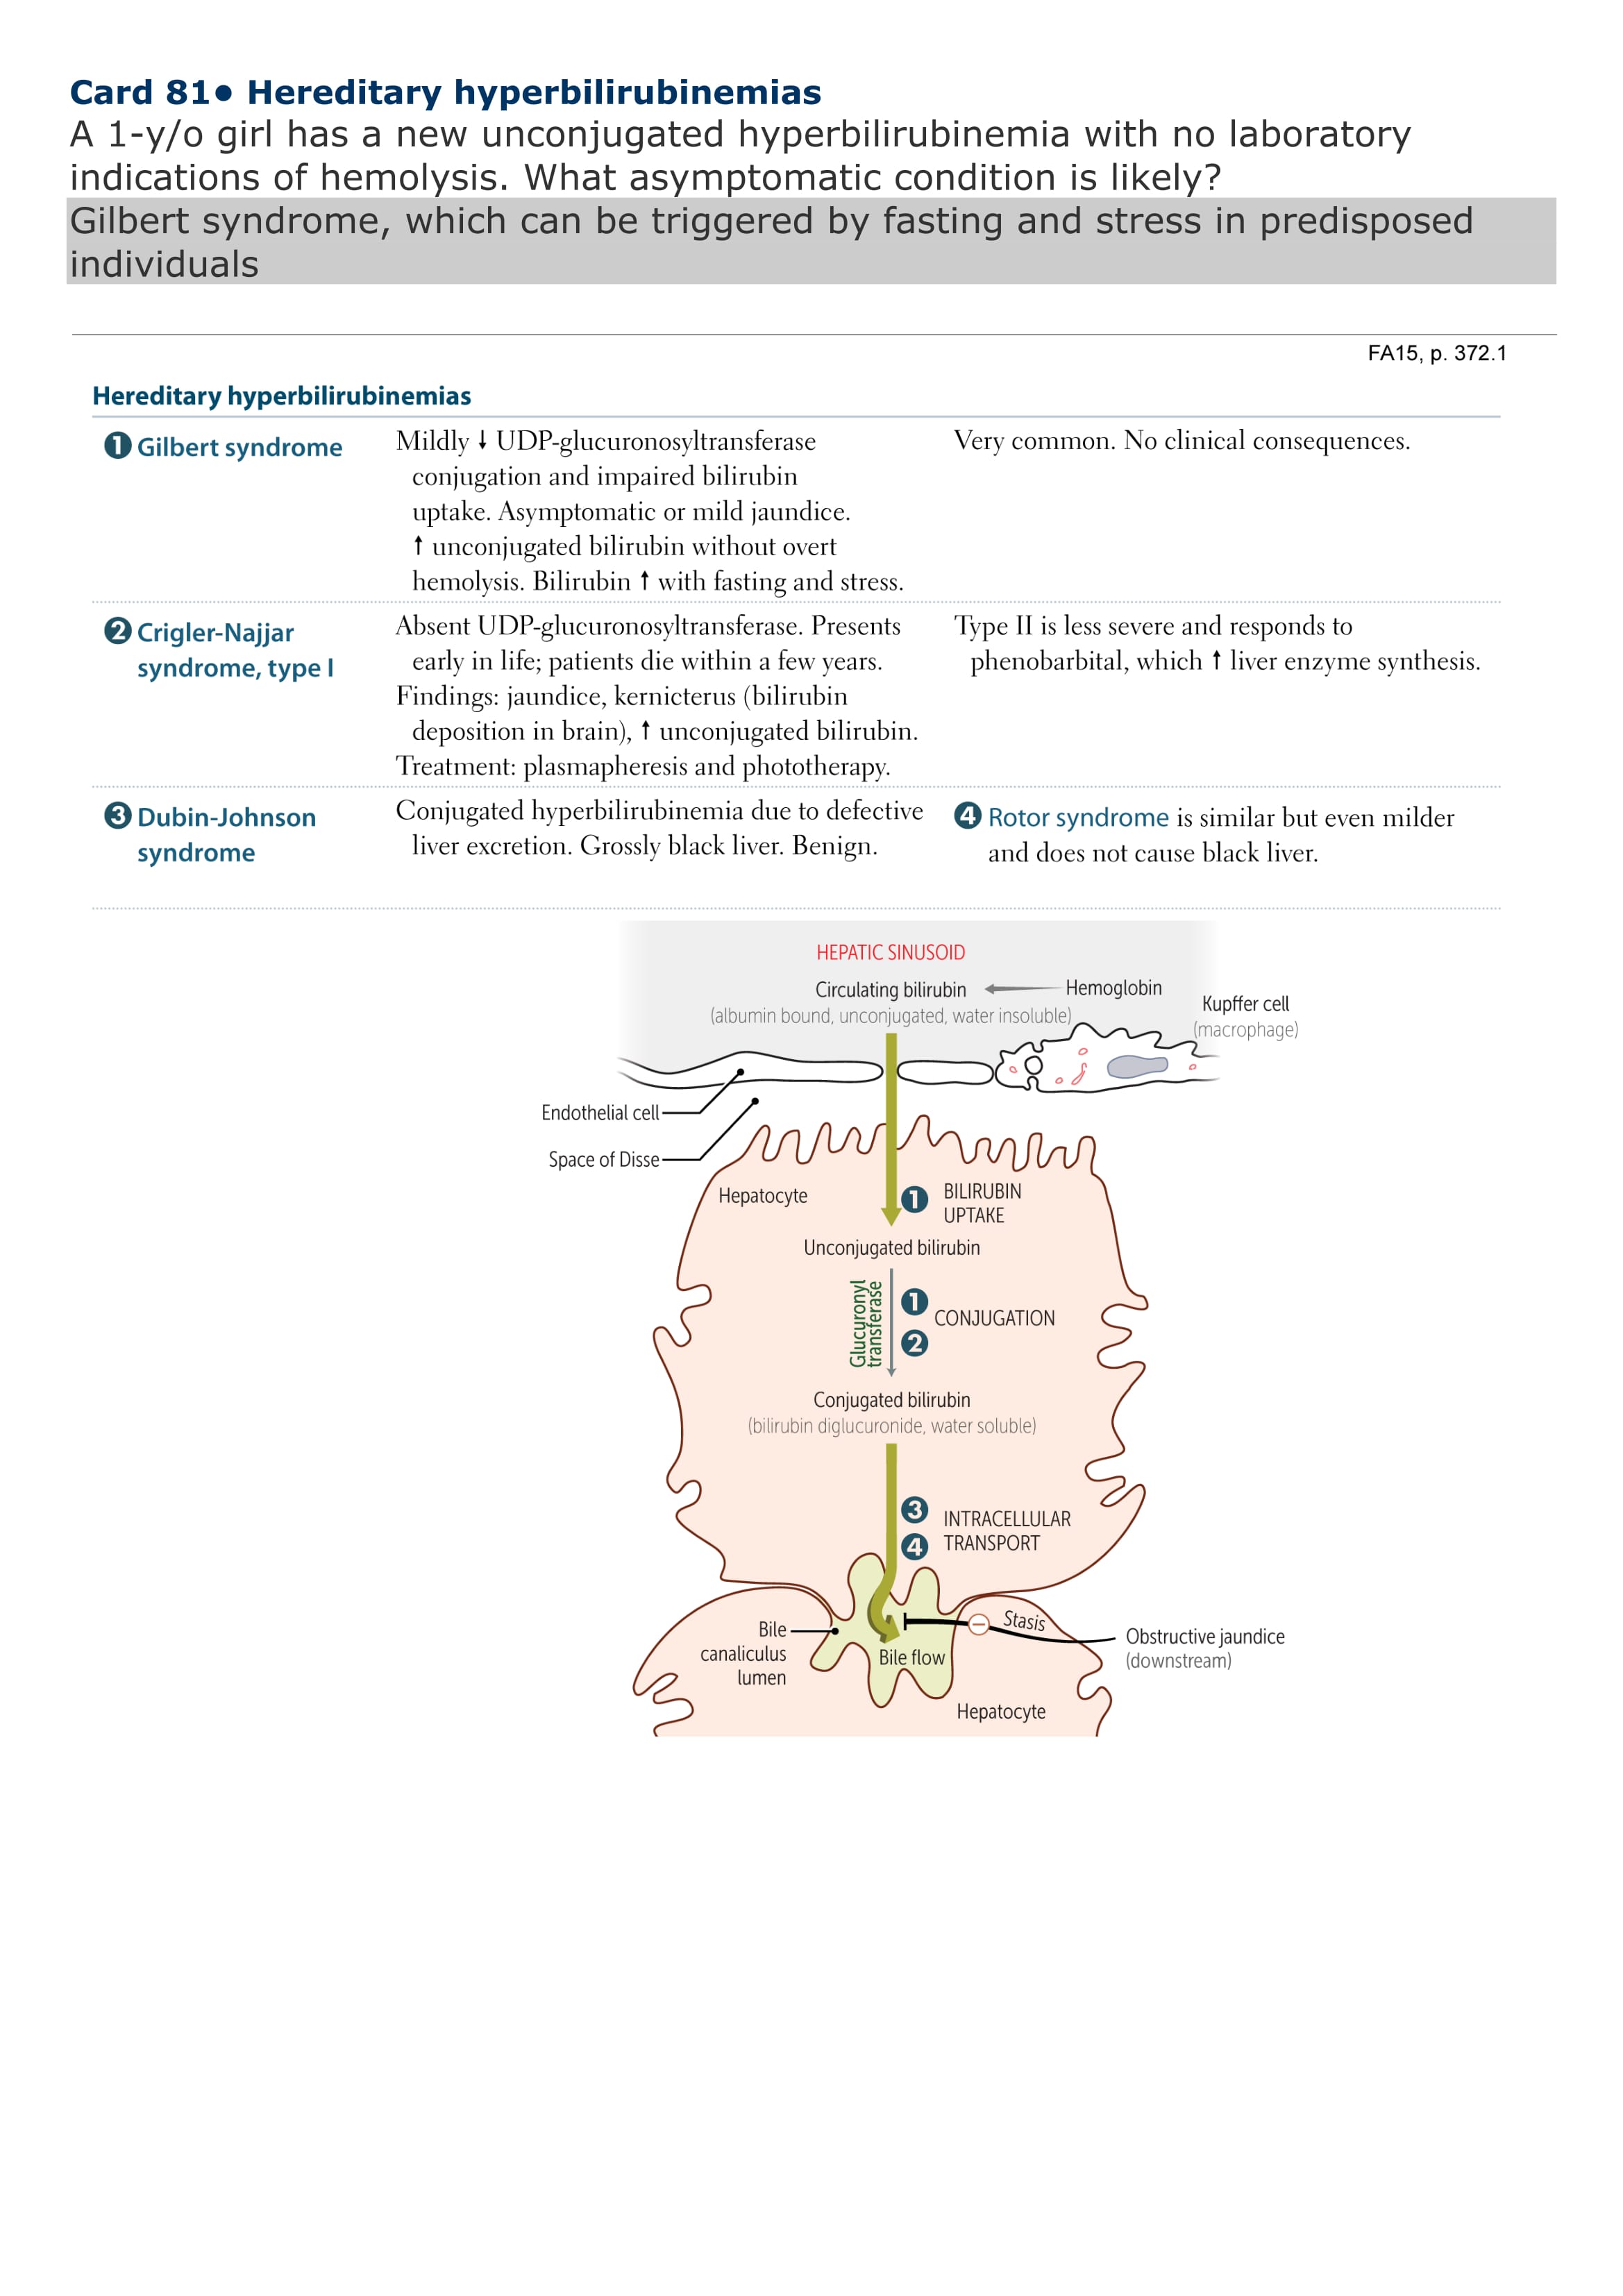 Card 81● Hereditary hyperbilirubinemias
A 1-y/o girl has a new unconjugated hyperbilirubinemia with no laboratory
indications of hemolysis. What asymptomatic condition is likely?
Gilbert syndrome, which can be triggered by fasting and stress in predisposed
individuals
FA15, p. 372.1
Hereditary hyperbilirubinemias
1 Gilbert syndrome
Mildly ↓ UDP-glucuronosyltransferase
conjugation and impaired bilirubin
uptake. Asymptomatic or mild jaundice.
↑ unconjugated bilirubin without overt
hemolysis. Bilirubin ↑ with fasting and stress.
Very common. No clinical consequences.
2 Crigler-Najjar
syndrome, type I
Absent UDP-glucuronosyltransferase. Presents
early in life; patients die within a few years.
Findings: jaundice, kernicterus (bilirubin
deposition in brain), ↑ unconjugated bilirubin.
Treatment: plasmapheresis and phototherapy.
Type II is less severe and responds to
phenobarbital, which ↑ liver enzyme synthesis.
3 Dubin-Johnson
syndrome
Conjugated hyperbilirubinemia due to defective
liver excretion. Grossly black liver. Benign.
4 Rotor syndrome is similar but even milder
and does not cause black liver.
HEPATIC SINUSOID
Circulating bilirubin
Hemoglobin
(albumin bound, unconjugated, water insoluble)
Kupffer cell
(macrophage)
Endothelial cell
Space of Disse
Hepatocyte
1 BILIRUBIN
UPTAKE
Unconjugated bilirubin
Glucuronyl
transferase
1
2
CONJUGATION
Conjugated bilirubin
(bilirubin diglucuronide, water soluble)
3
4
INTRACELLULAR
TRANSPORT
Bile
canaliculus
lumen
Bile flow
Stasis
Obstructive jaundice
(downstream)
Hepatocyte